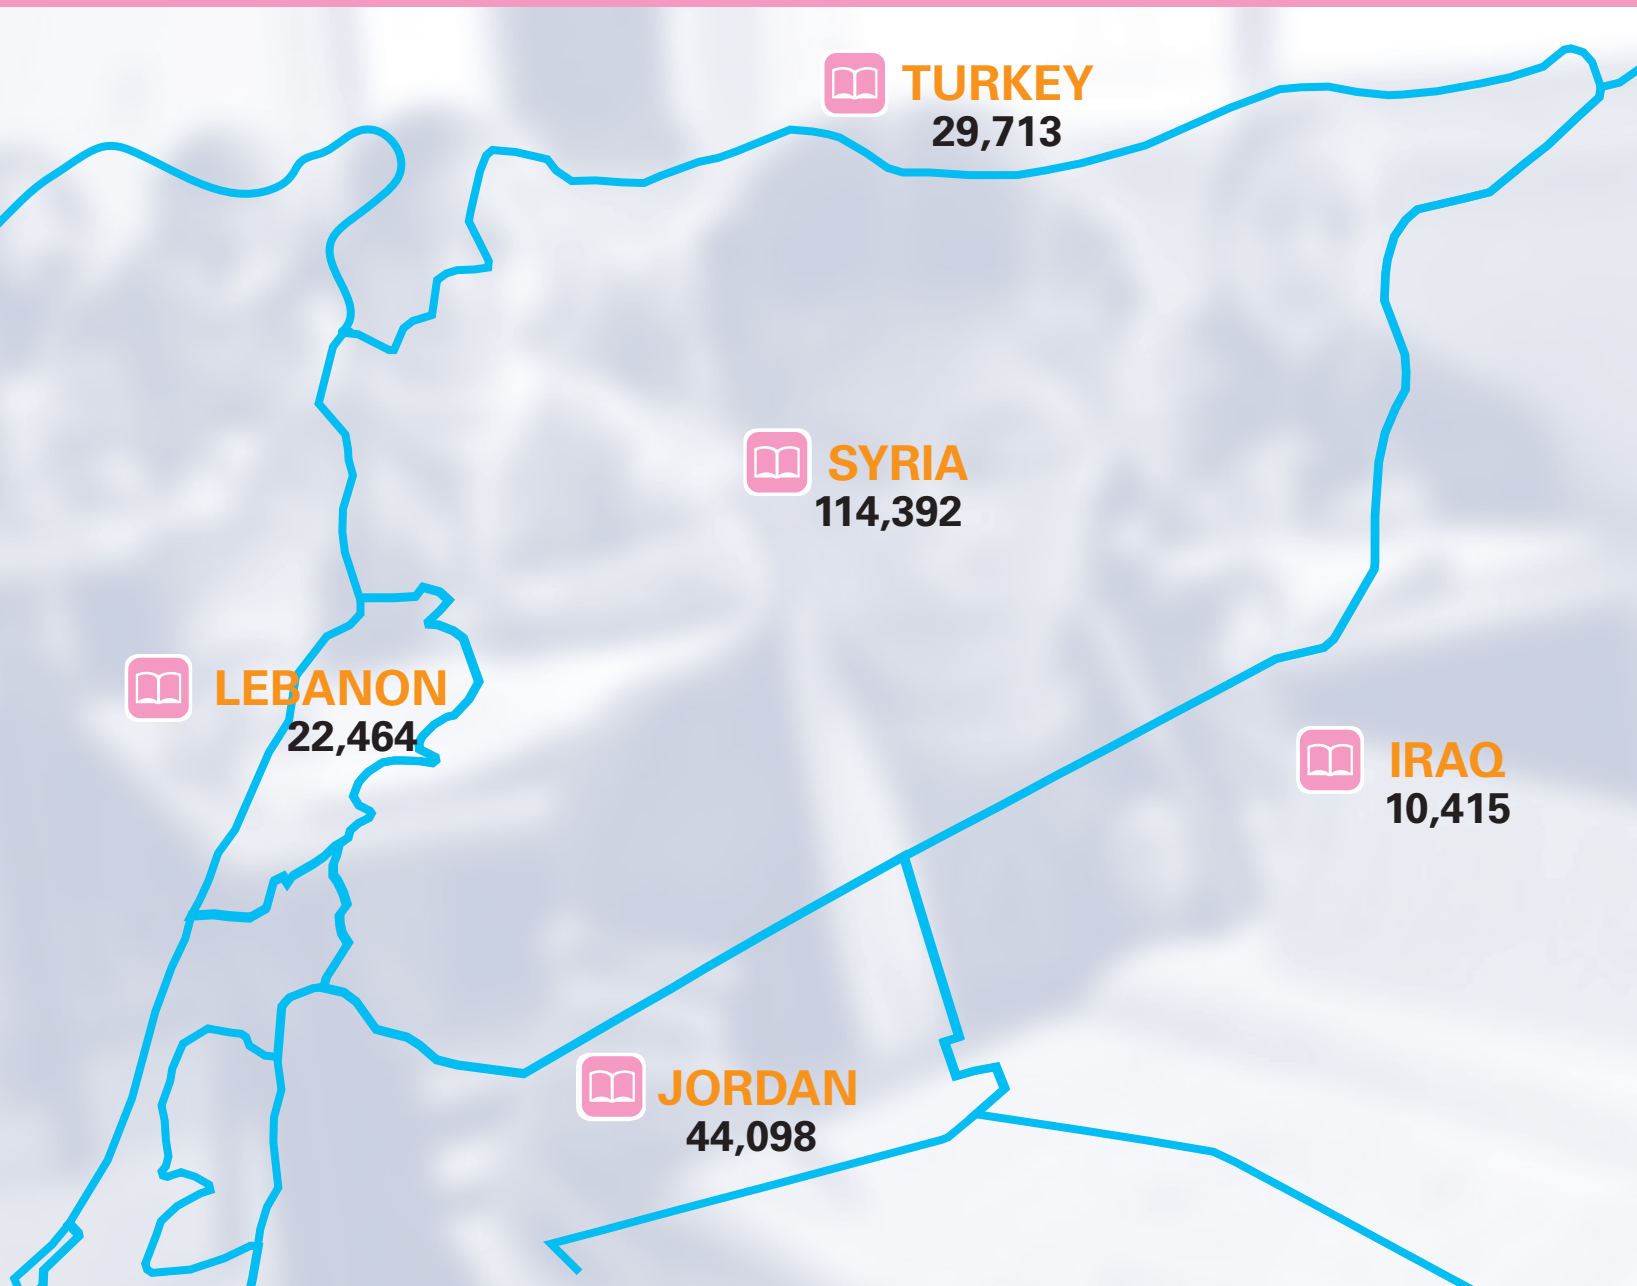 TURKEY
29,713
SYRIA
114,392
LEBANON
22,464
IRAQ
10,415
JORDAN
44,098